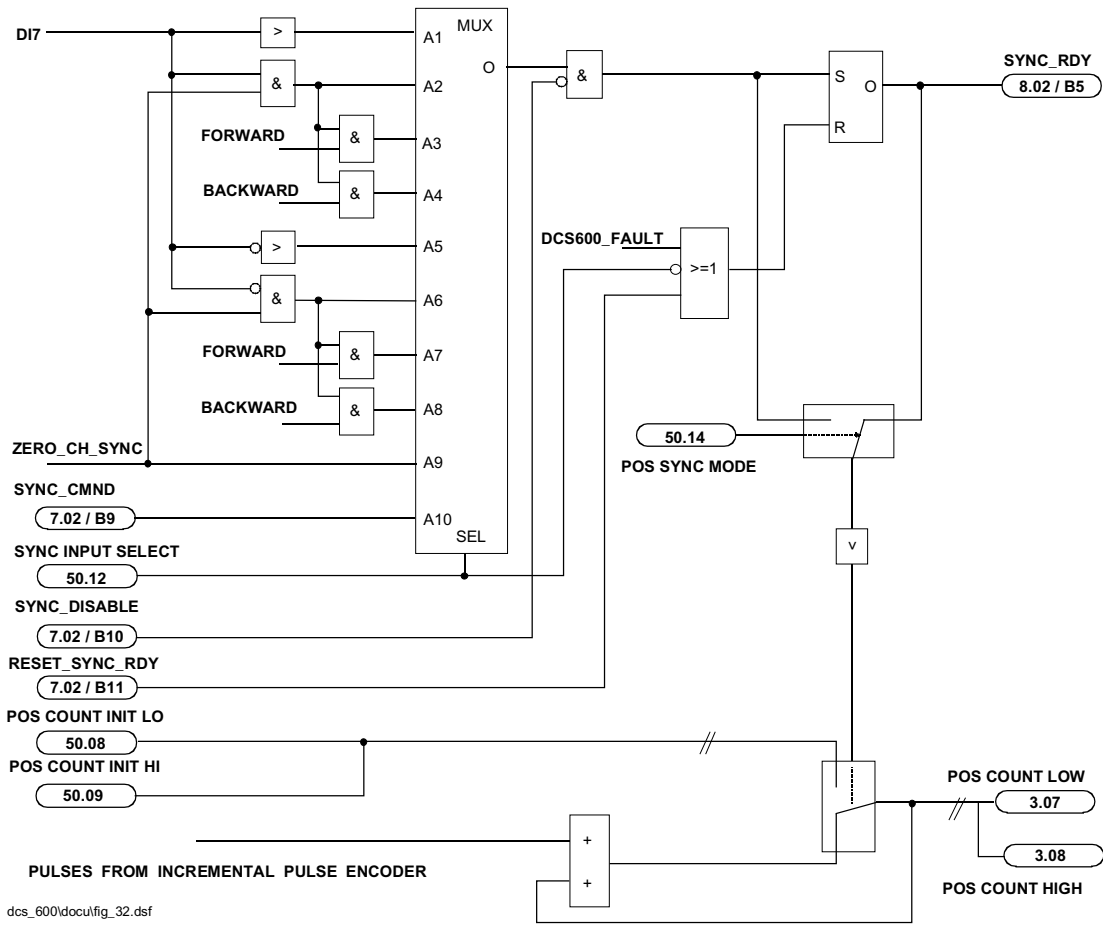 DI7
>
A1
MUX
O
&
A2
&
SYNC_RDY
8.02 / B5
S
O
R
FORWARD
&
A3
BACKWARD
&
A4
>
A5
DCS600_FAULT
>=1
&
A6
FORWARD
&
A7
BACKWARD
&
A8
ZERO_CH_SYNC
A9
50.14
POS SYNC MODE
SYNC_CMND
7.02 / B9
A10
SEL
SYNC INPUT SELECT
50.12
v
SYNC_DISABLE
7.02 / B10
RESET_SYNC_RDY
7.02 / B11
POS COUNT INIT LO
50.08
//
POS COUNT INIT HI
50.09
POS COUNT LOW
3.07
//
+
+
PULSES FROM INCREMENTAL PULSE ENCODER
3.08
POS COUNT HIGH
dcs_600\docu\fig_32.dsf